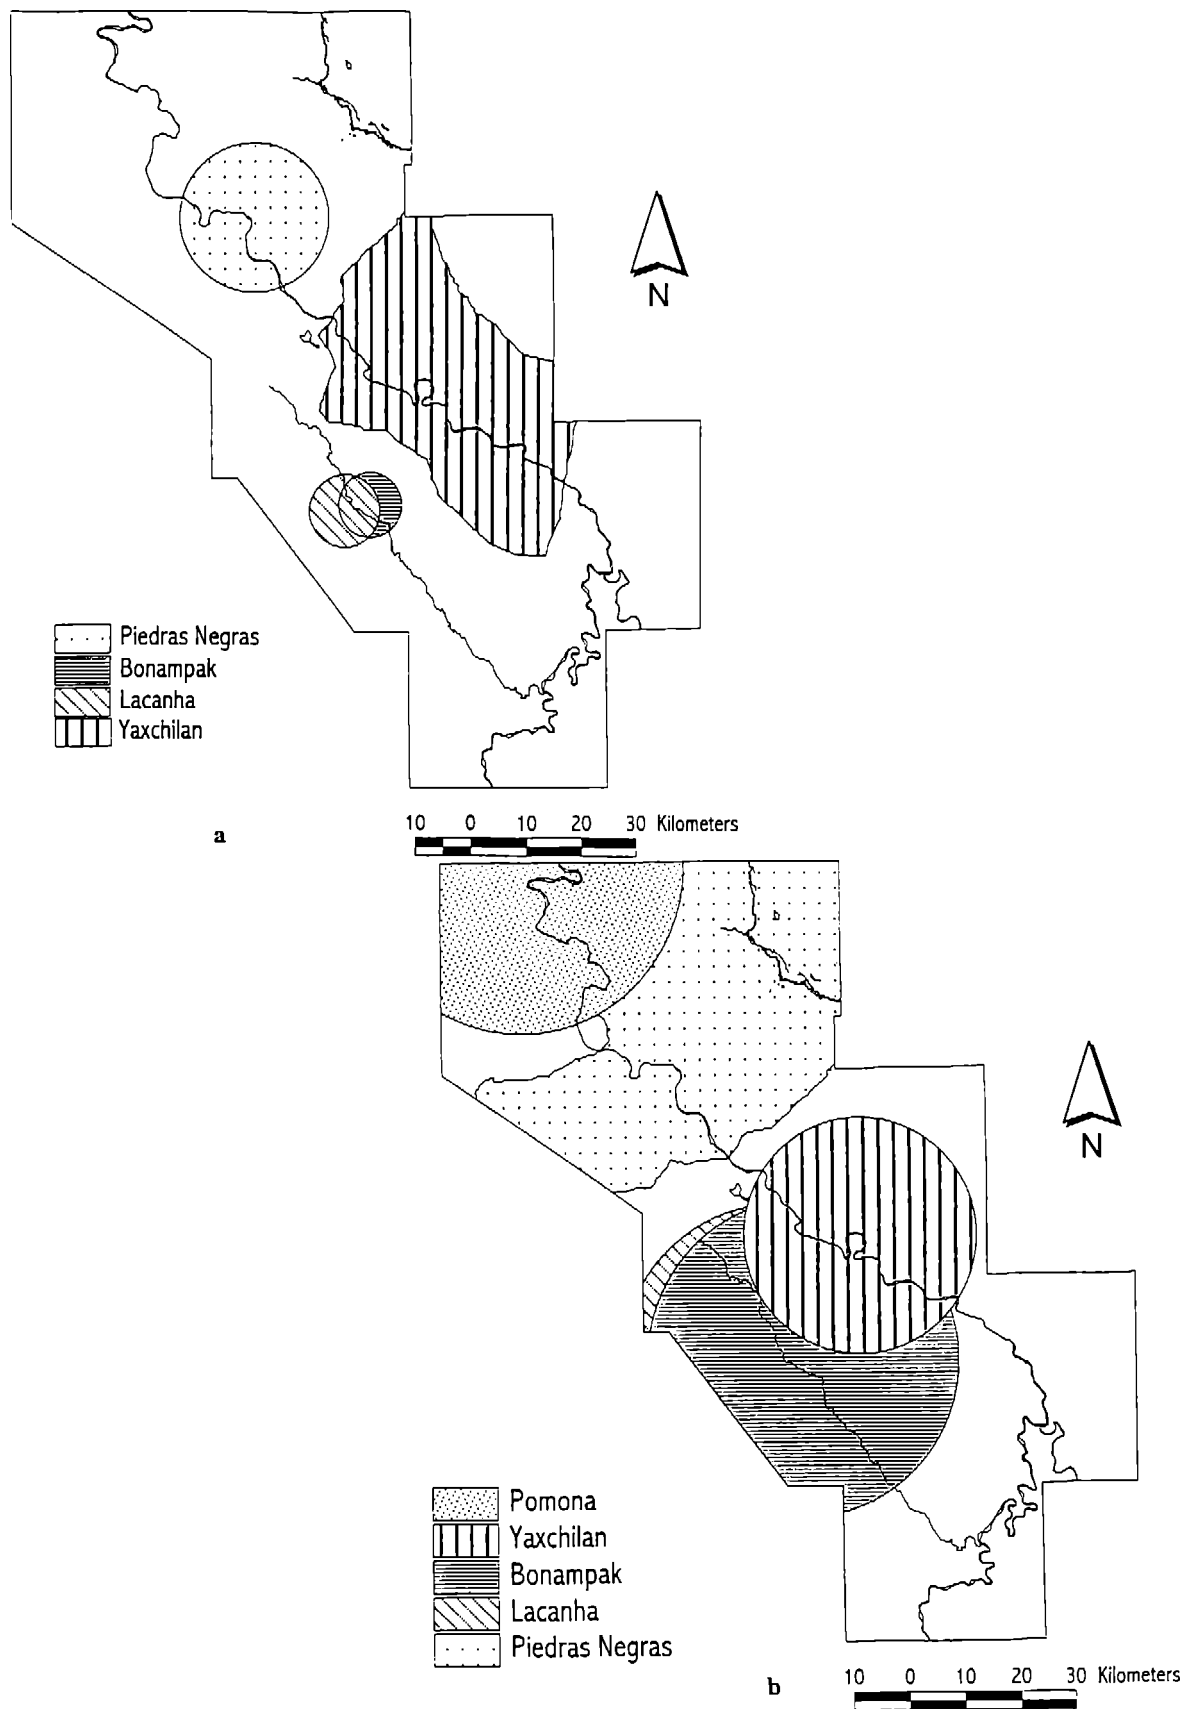 N
Piedras Negras
Bonampak
Lacanha
Yaxchilan
a
10 0 10 20 30 Kilometers
N
Pomona
Yaxchilan
Bonampak
Lacanha
Piedras Negras
b
10 0 10 20 30 Kilometers